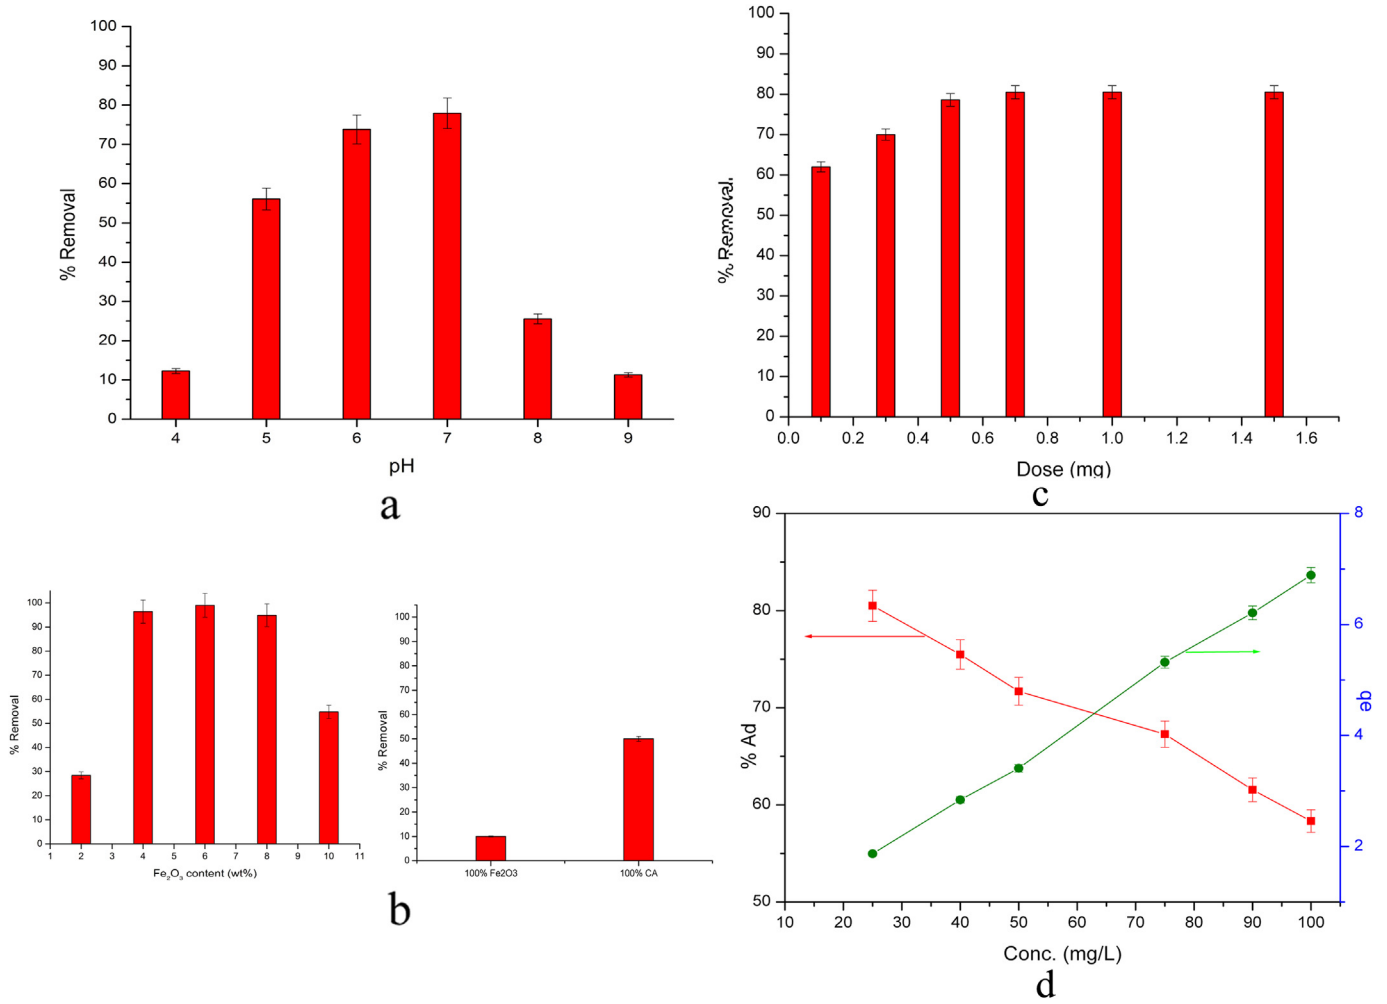 100
90
80
70
60
50
40
30
20
10
0
% Removal
4 5 6 7 8 9
pH
a
100
90
80
70
60
50
40
30
20
10
0
% Removal
0.0 0.2 0.4 0.6 0.8 1.0 1.2 1.4 1.6
Dose (mg)
c
100
90
80
70
60
50
40
30
20
10
0
% Removal
1 2 3 4 5 6 7 8 9 10 11
Fe₂O₃ content (wt%)
100
90
80
70
60
50
40
30
20
10
0
% Removal
100% Fe2O3 100% CA
b
90
80
70
60
50
% Ad
8
6
4
2
qe
10 20 30 40 50 60 70 80 90 100
Conc. (mg/L)
d